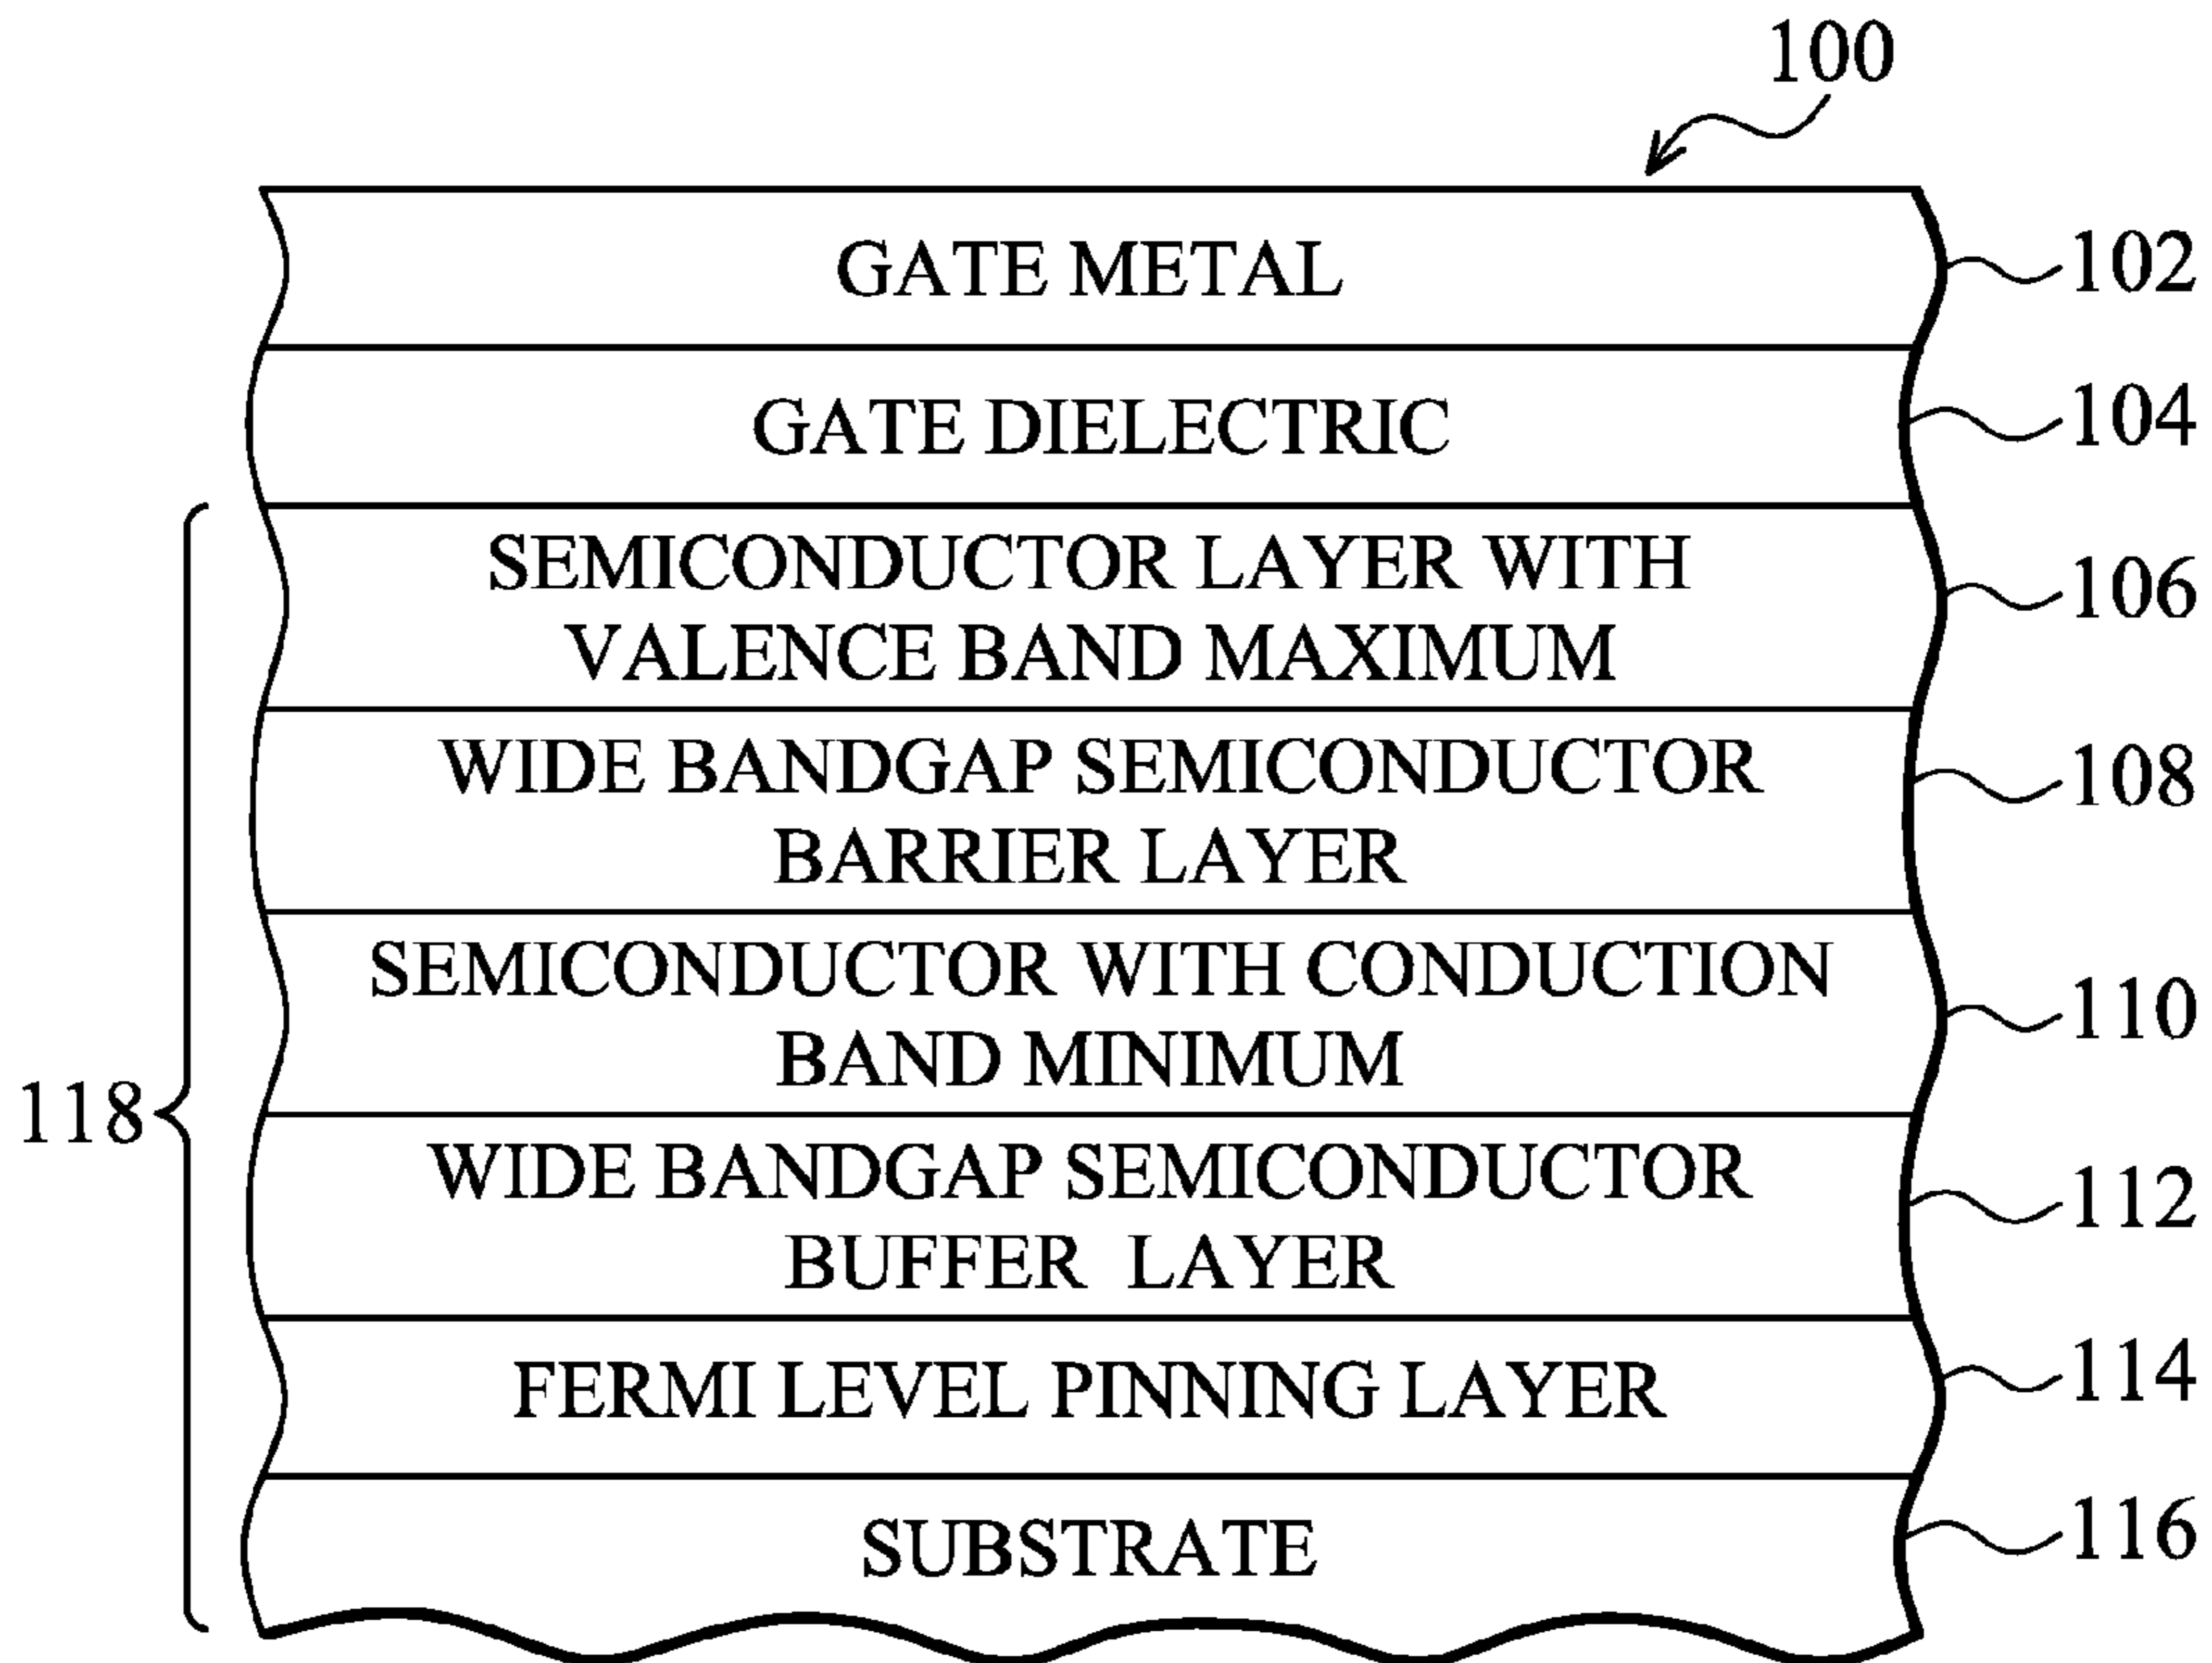 100
GATE METAL
102
GATE DIELECTRIC
104
SEMICONDUCTOR LAYER WITH
VALENCE BAND MAXIMUM
106
WIDE BANDGAP SEMICONDUCTOR
BARRIER LAYER
108
SEMICONDUCTOR WITH CONDUCTION
BAND MINIMUM
110
118
WIDE BANDGAP SEMICONDUCTOR
BUFFER LAYER
112
FERMI LEVEL PINNING LAYER
114
SUBSTRATE
116